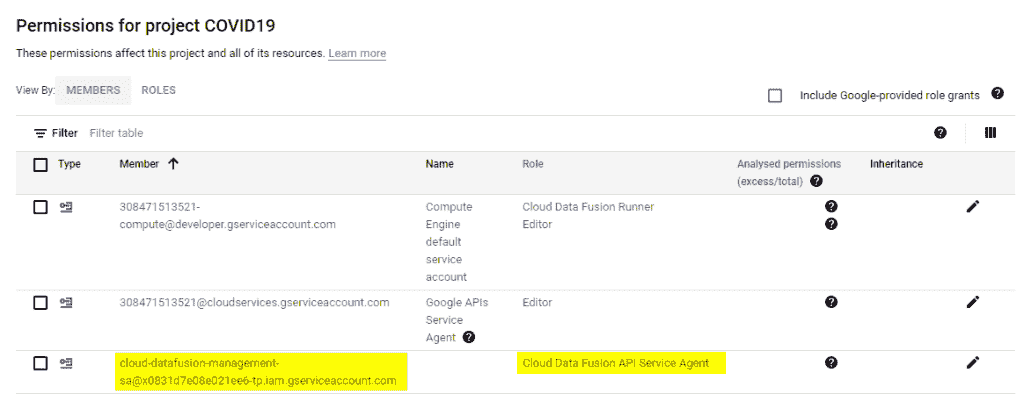 Permissions for project COVID19
These permissions affect this project and all of its resources. Learn more
View By: MEMBERS ROLES
Include Google-provided role grants ?
Filter Filter table ?
Type Member Name Role Analysed permissions Inheritance
(excess/total) ?
308471513521- Compute Cloud Data Fusion Runner ?
compute@developer.gserviceaccount.com Engine Editor ?
default
service
account
308471513521@cloudservices.gserviceaccount.com Google APIs Editor ?
Service
Agent ?
cloud-datafusion-management- Cloud Data Fusion API Service Agent ?
sa@x0831d7e08e021ee6-tp.iam.gserviceaccount.com